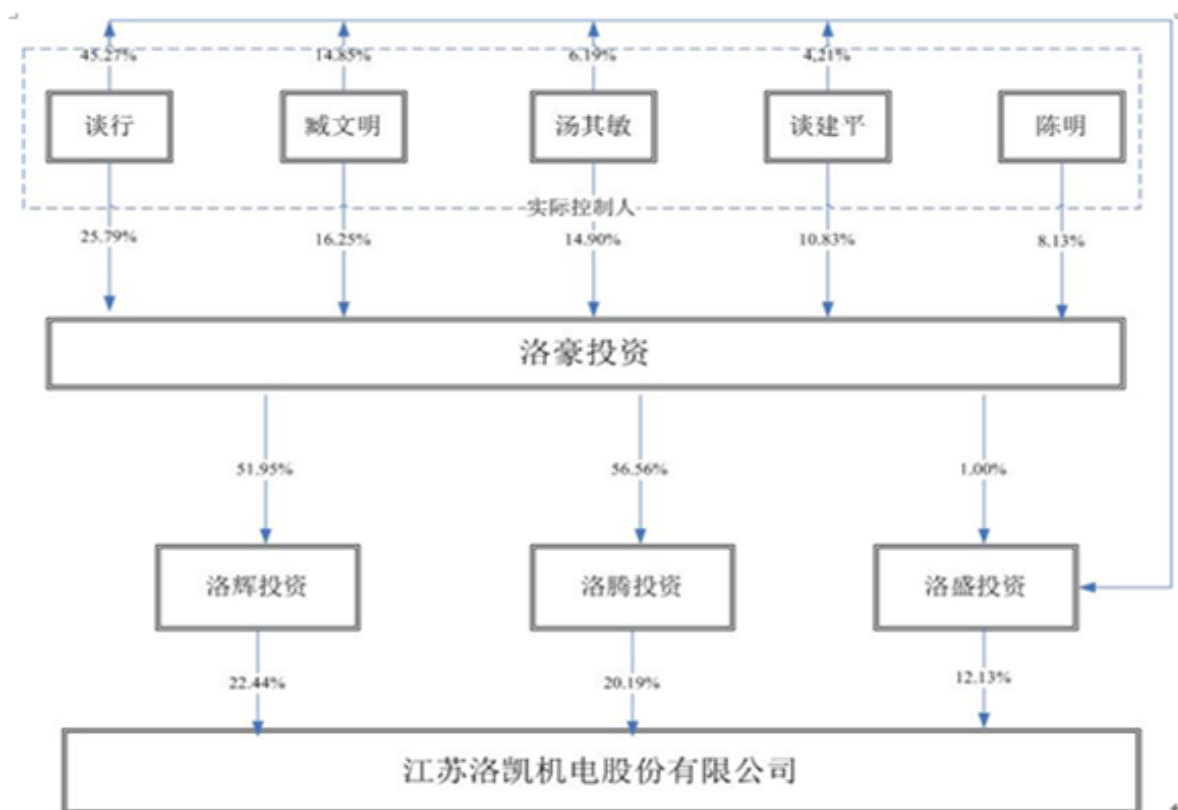 45.27% 14.85% 6.19% 4,21%
谈行 臧文明 汤其敏 谈建平 陈明
实际控制人
25.79% 16.25% 14.90% 10.83% 8.13%
洛豪投资
51.95% 56.56% 1.00%
洛辉投资 洛腾投资 洛盛投资
22.44% 20.19% 12.13%
江苏洛凯机电股份有限公司